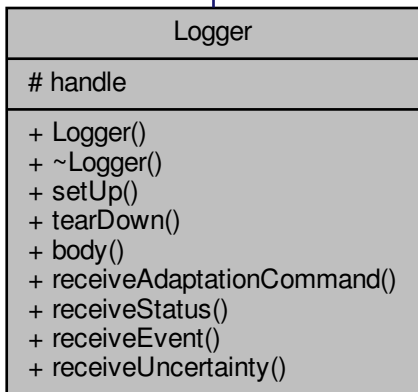 Logger
# handle
+ Logger()
+ ~Logger()
+ setUp()
+ tearDown()
+ body()
+ receiveAdaptationCommand()
+ receiveStatus()
+ receiveEvent()
+ receiveUncertainty()